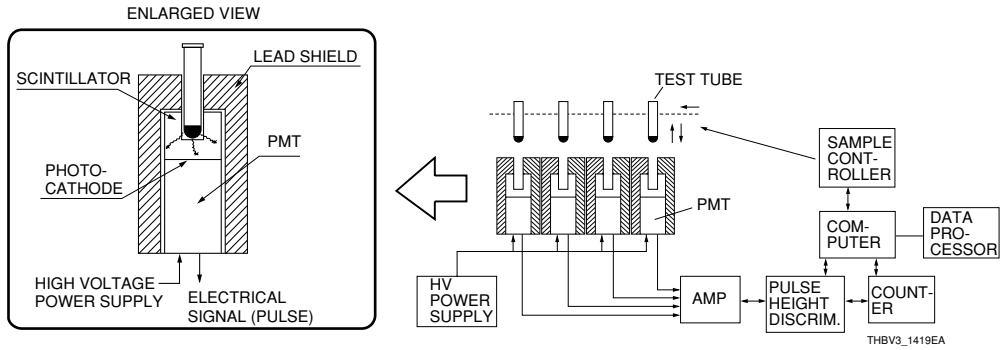 ENLARGED VIEW
LEAD SHIELD
SCINTILLATOR
PMT
PHOTO-
CATHODE
HIGH VOLTAGE
POWER SUPPLY
ELECTRICAL
SIGNAL (PULSE)
TEST TUBE
PMT
HV
POWER
SUPPLY
AMP
PULSE
HEIGHT
DISCRIM.
COUNT-
ER
COM-
PUTER
SAMPLE
CONT-
ROLLER
DATA
PRO-
CESSOR
THBV3_1419EA